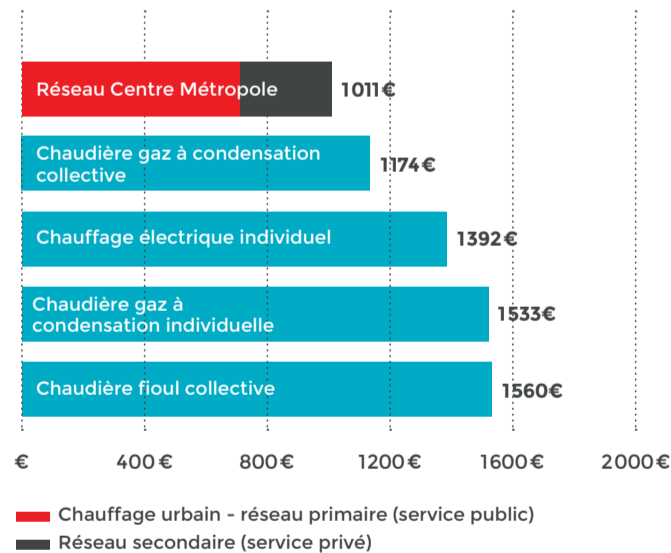 Réseau Centre Métropole
1011€
Chaudière gaz à condensation
collective
1174€
Chauffage électrique individuel
1392€
Chaudière gaz à
condensation individuelle
1533€
Chaudière fioul collective
1560€
€ 400€ 800€ 1200€ 1600€ 2000€
Chauffage urbain - réseau primaire (service public)
Réseau secondaire (service privé)